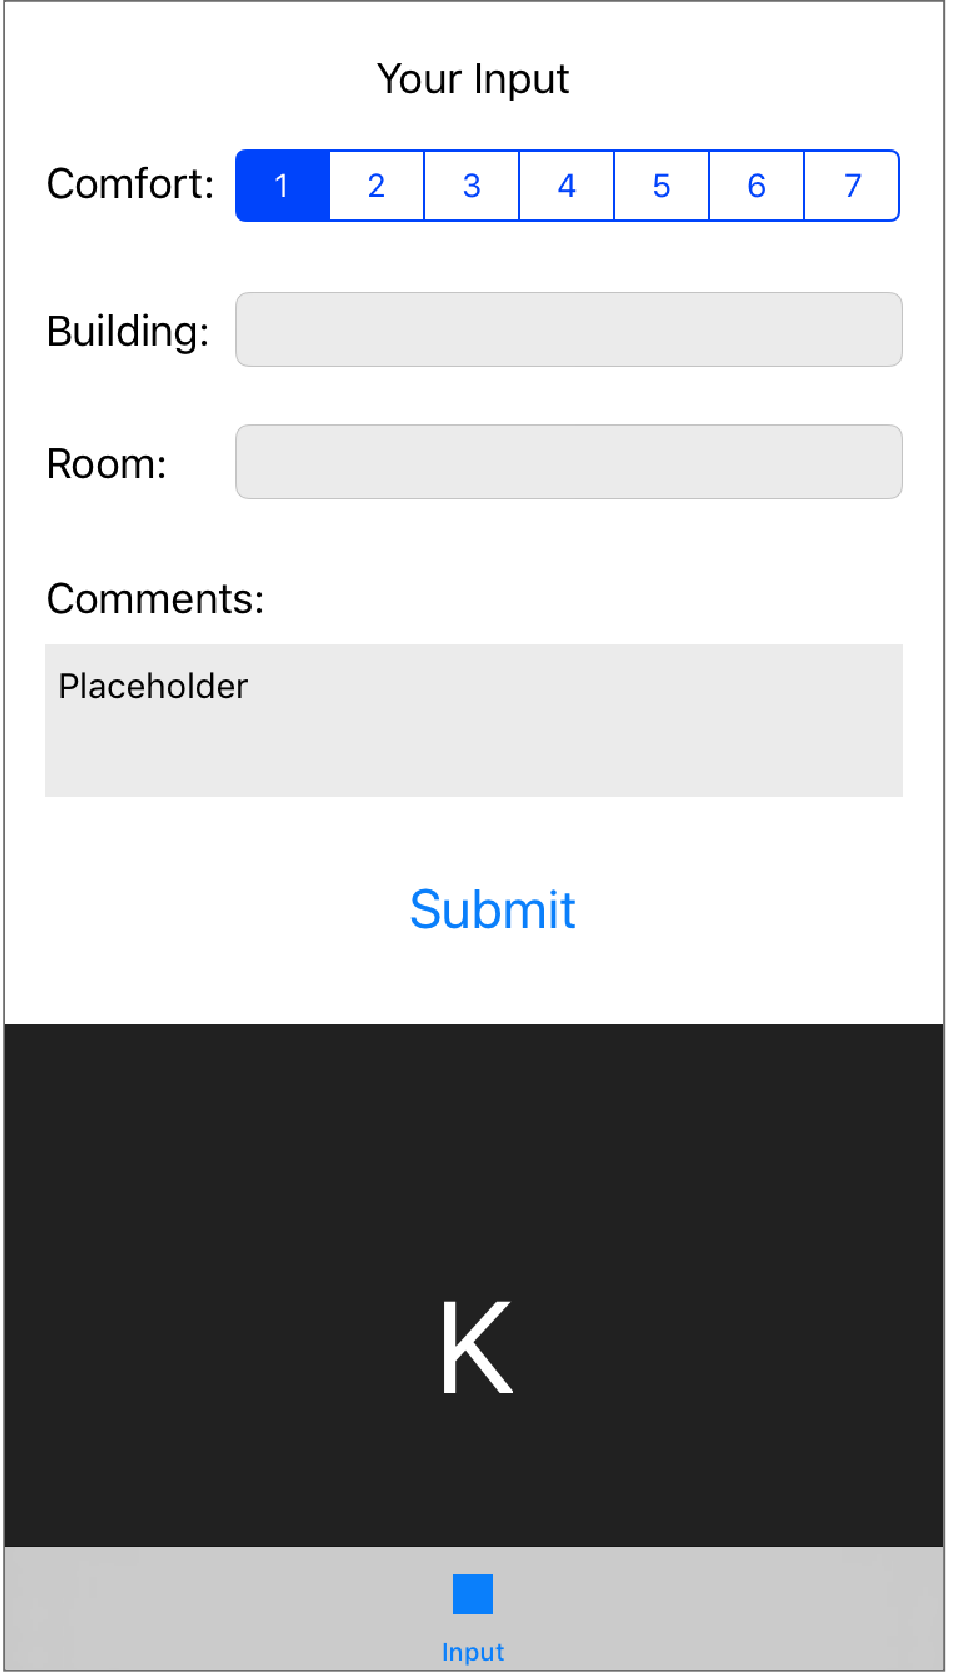 Your Input
Comfort: 1 2 3 4 5 6 7
Building:
Room:
Comments:
Placeholder
Submit
K
Input